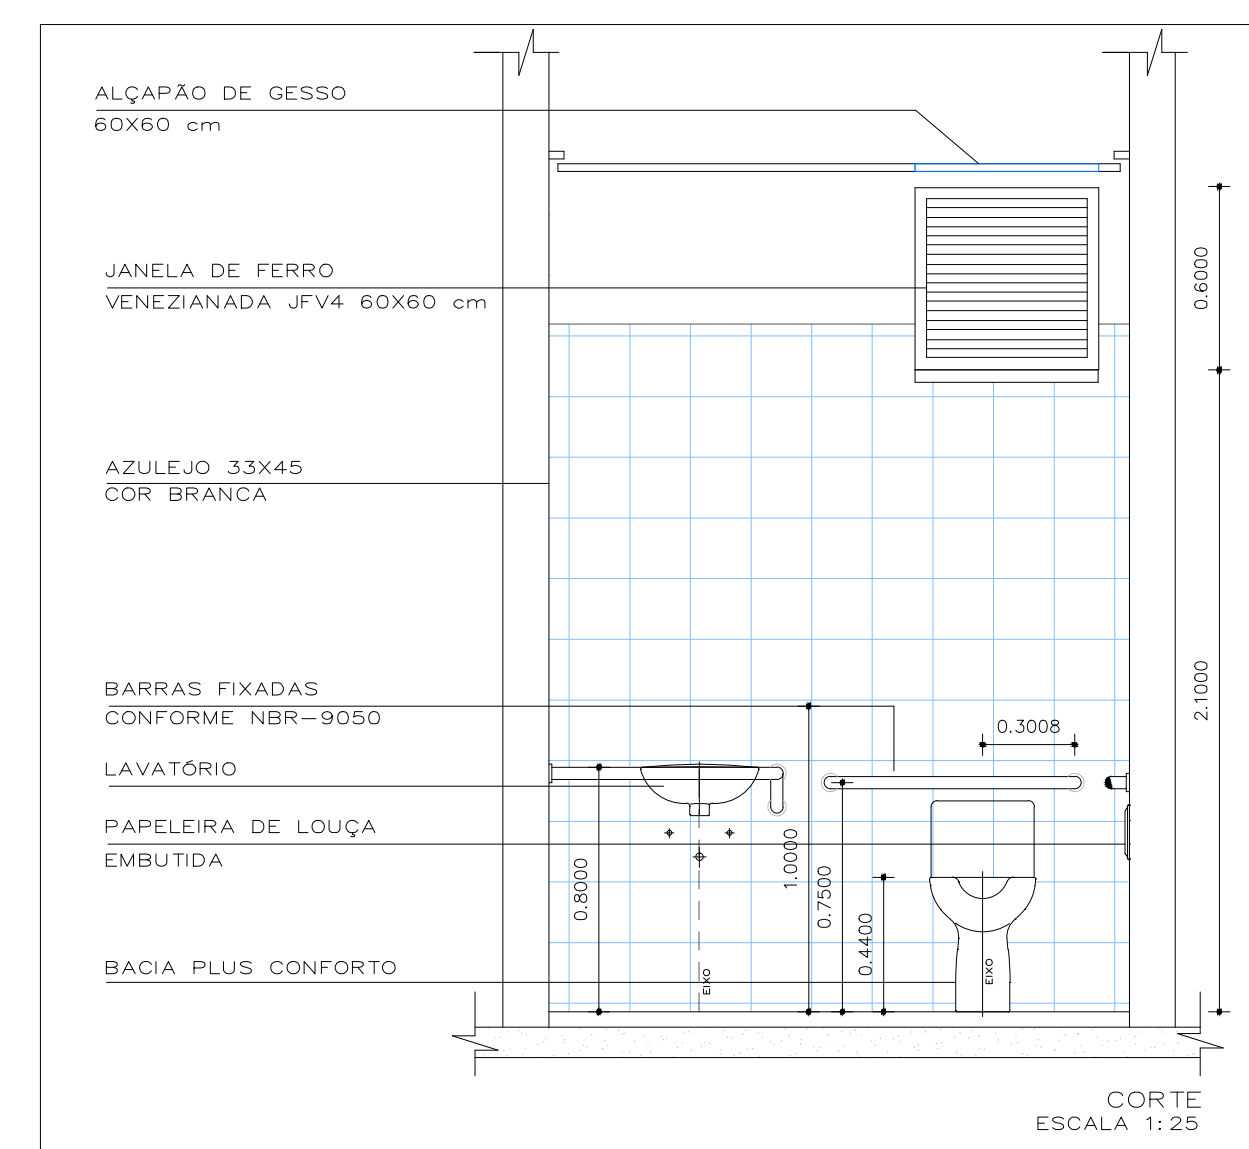 ALÇAPÃO DE GESSO
60X60 cm
JANELA DE FERRO
VENEZIANADA JFV4 60X60 cm
0.6000
AZULEJO 33X45
COR BRANCA
2.1000
BARRAS FIXADAS
CONFORME NBR-9050
0.3008
LAVATÓRIO
PAPELEIRA DE LOUÇA
EMBUTIDA
0.8000
1.0000
0.7500
0.4400
BACIA PLUS CONFORTO
EIXO
EIXO
CORTE
ESCALA 1:25